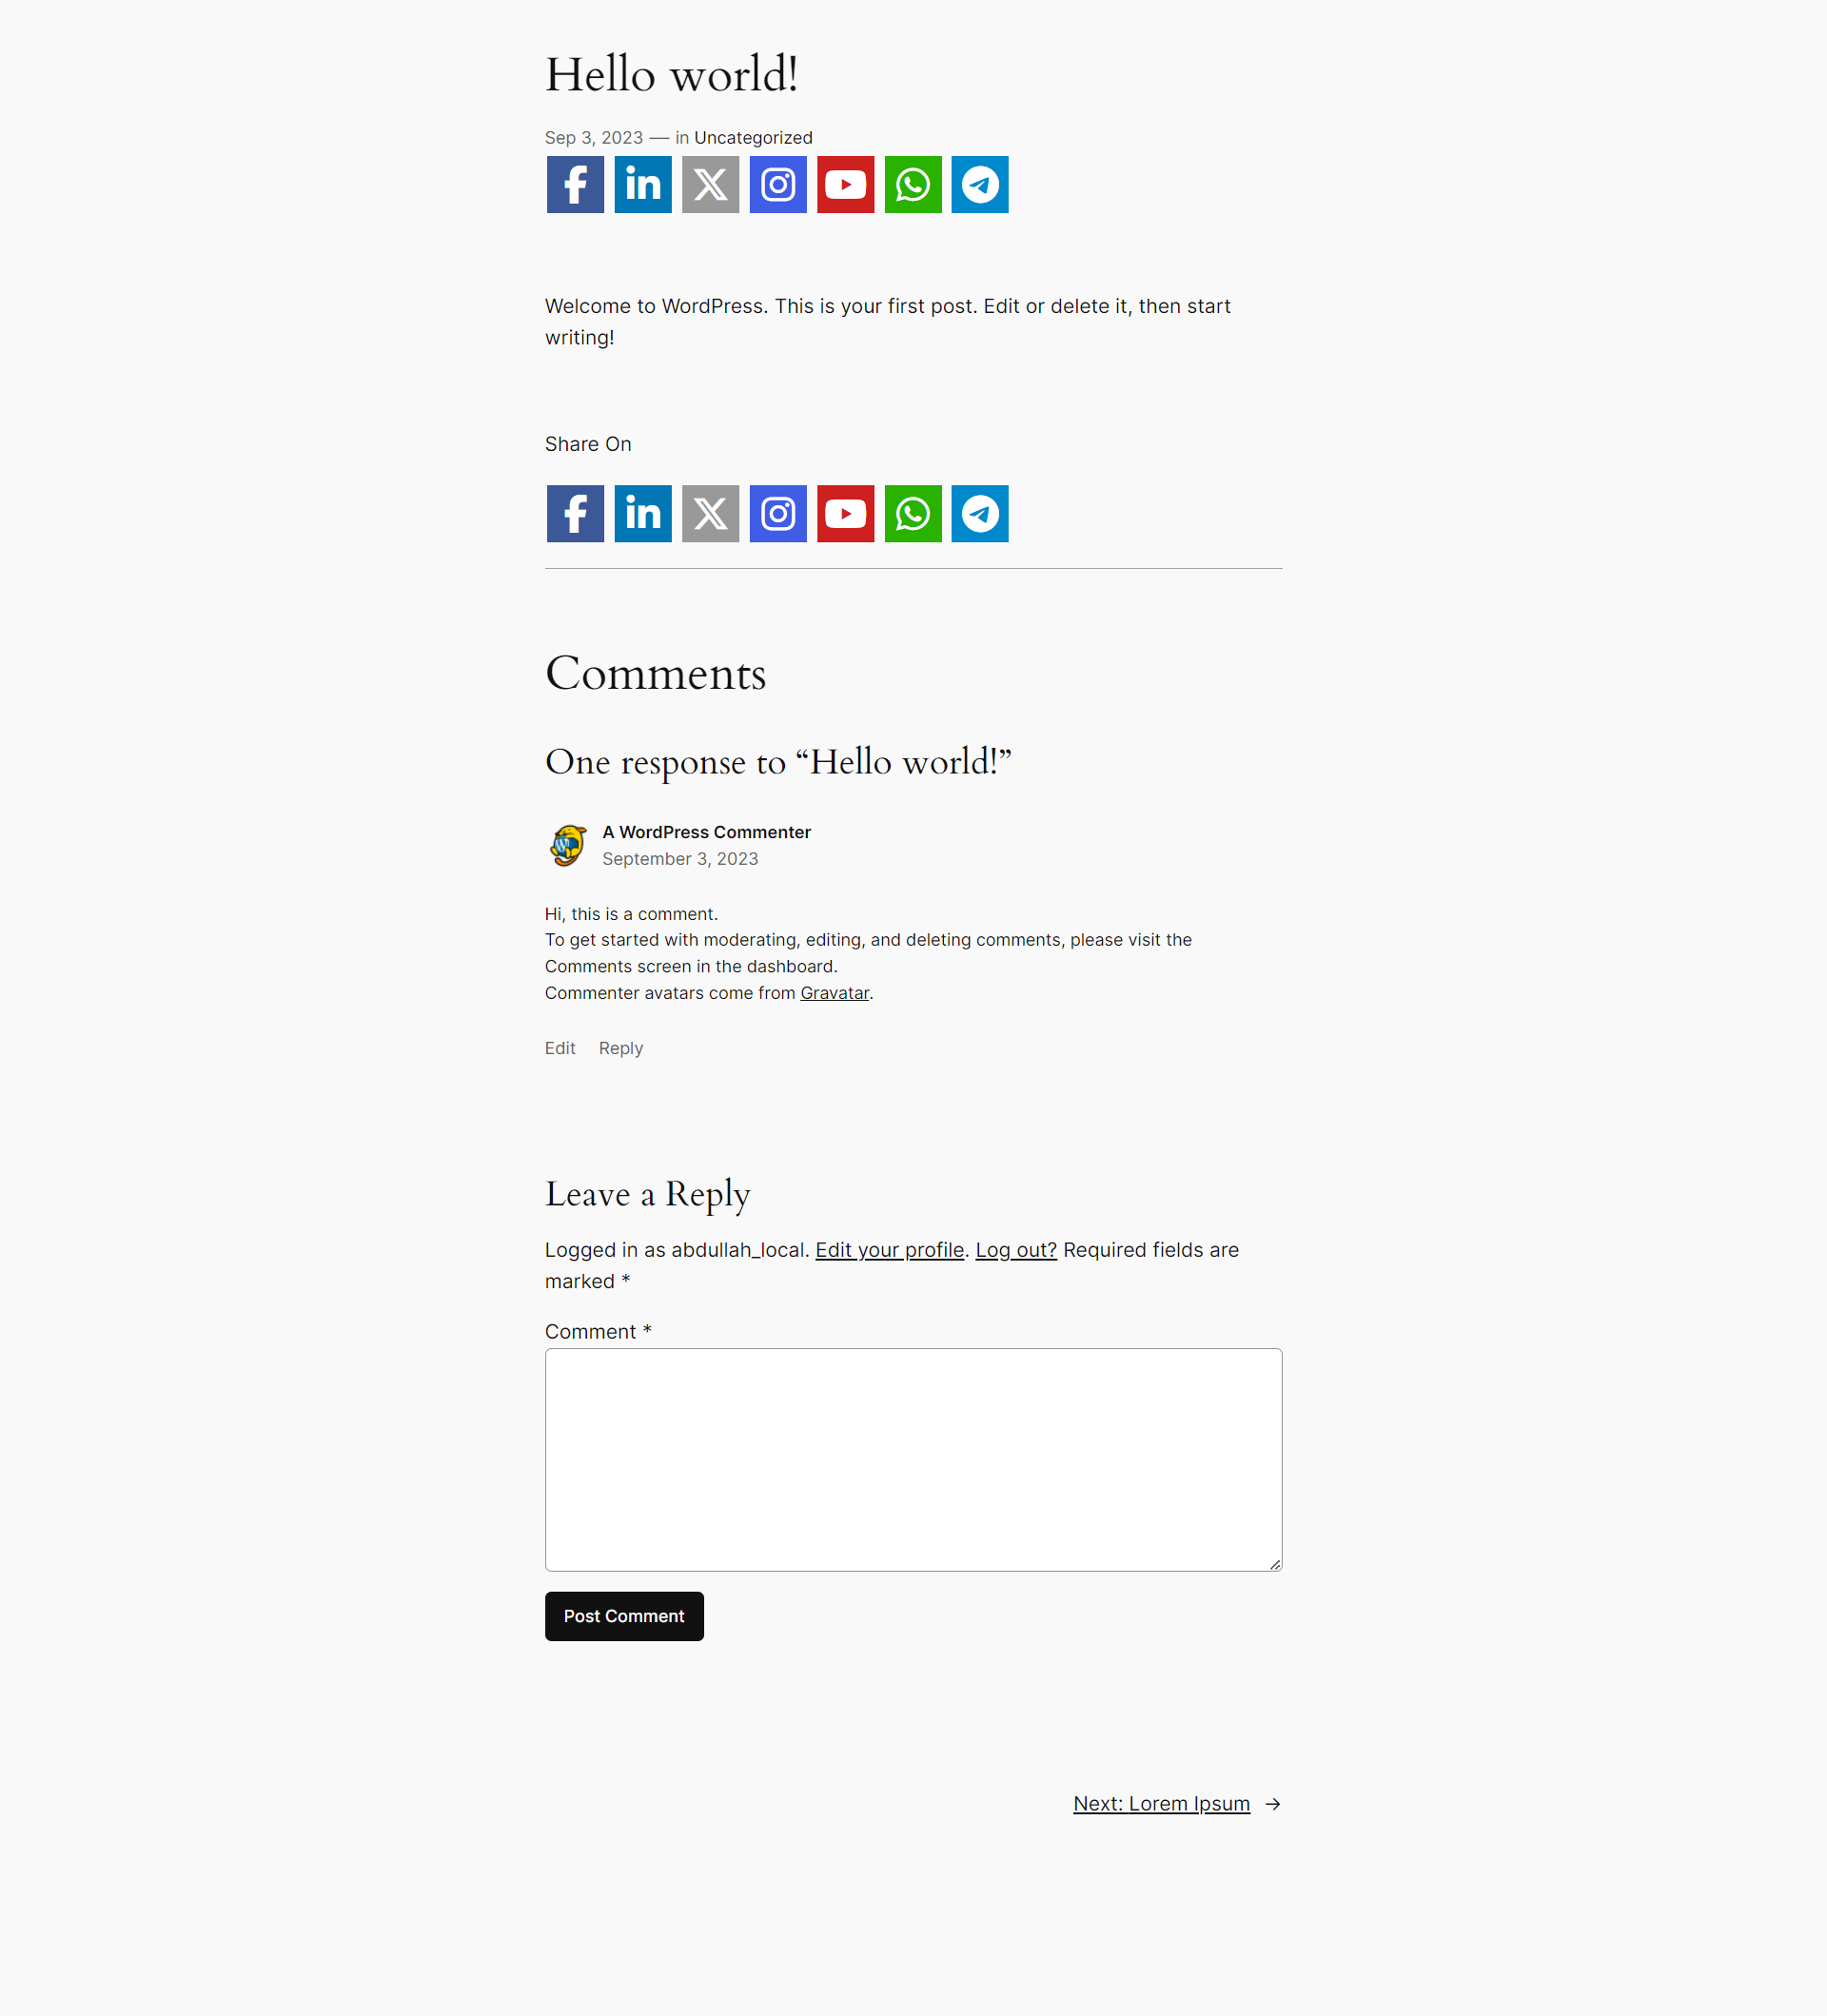 Hello world!
Sep 3, 2023 — in Uncategorized
Welcome to WordPress. This is your first post. Edit or delete it, then start
writing!
Share On
Comments
One response to “Hello world!”
A WordPress Commenter
September 3, 2023
Hi, this is a comment.
To get started with moderating, editing, and deleting comments, please visit the
Comments screen in the dashboard.
Commenter avatars come from Gravatar.
Edit Reply
Leave a Reply
Logged in as abdullah_local. Edit your profile. Log out? Required fields are
marked *
Comment *
Post Comment
Next: Lorem Ipsum →